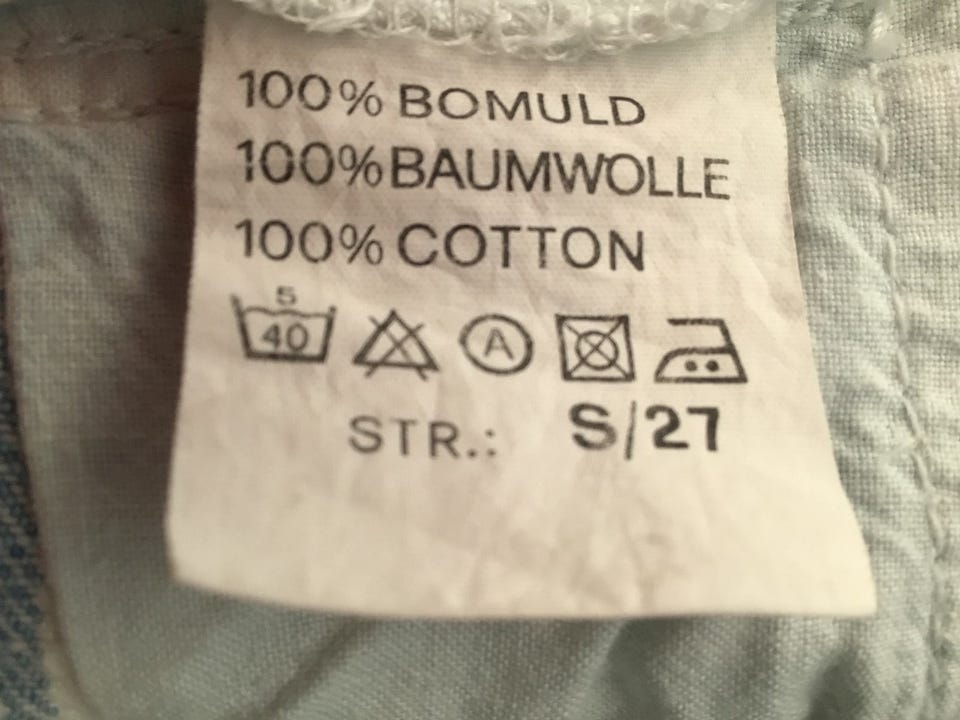 100% BOMULD
100% BAUMWOLLE
100% COTTON
5
40 A
STR.: S/27